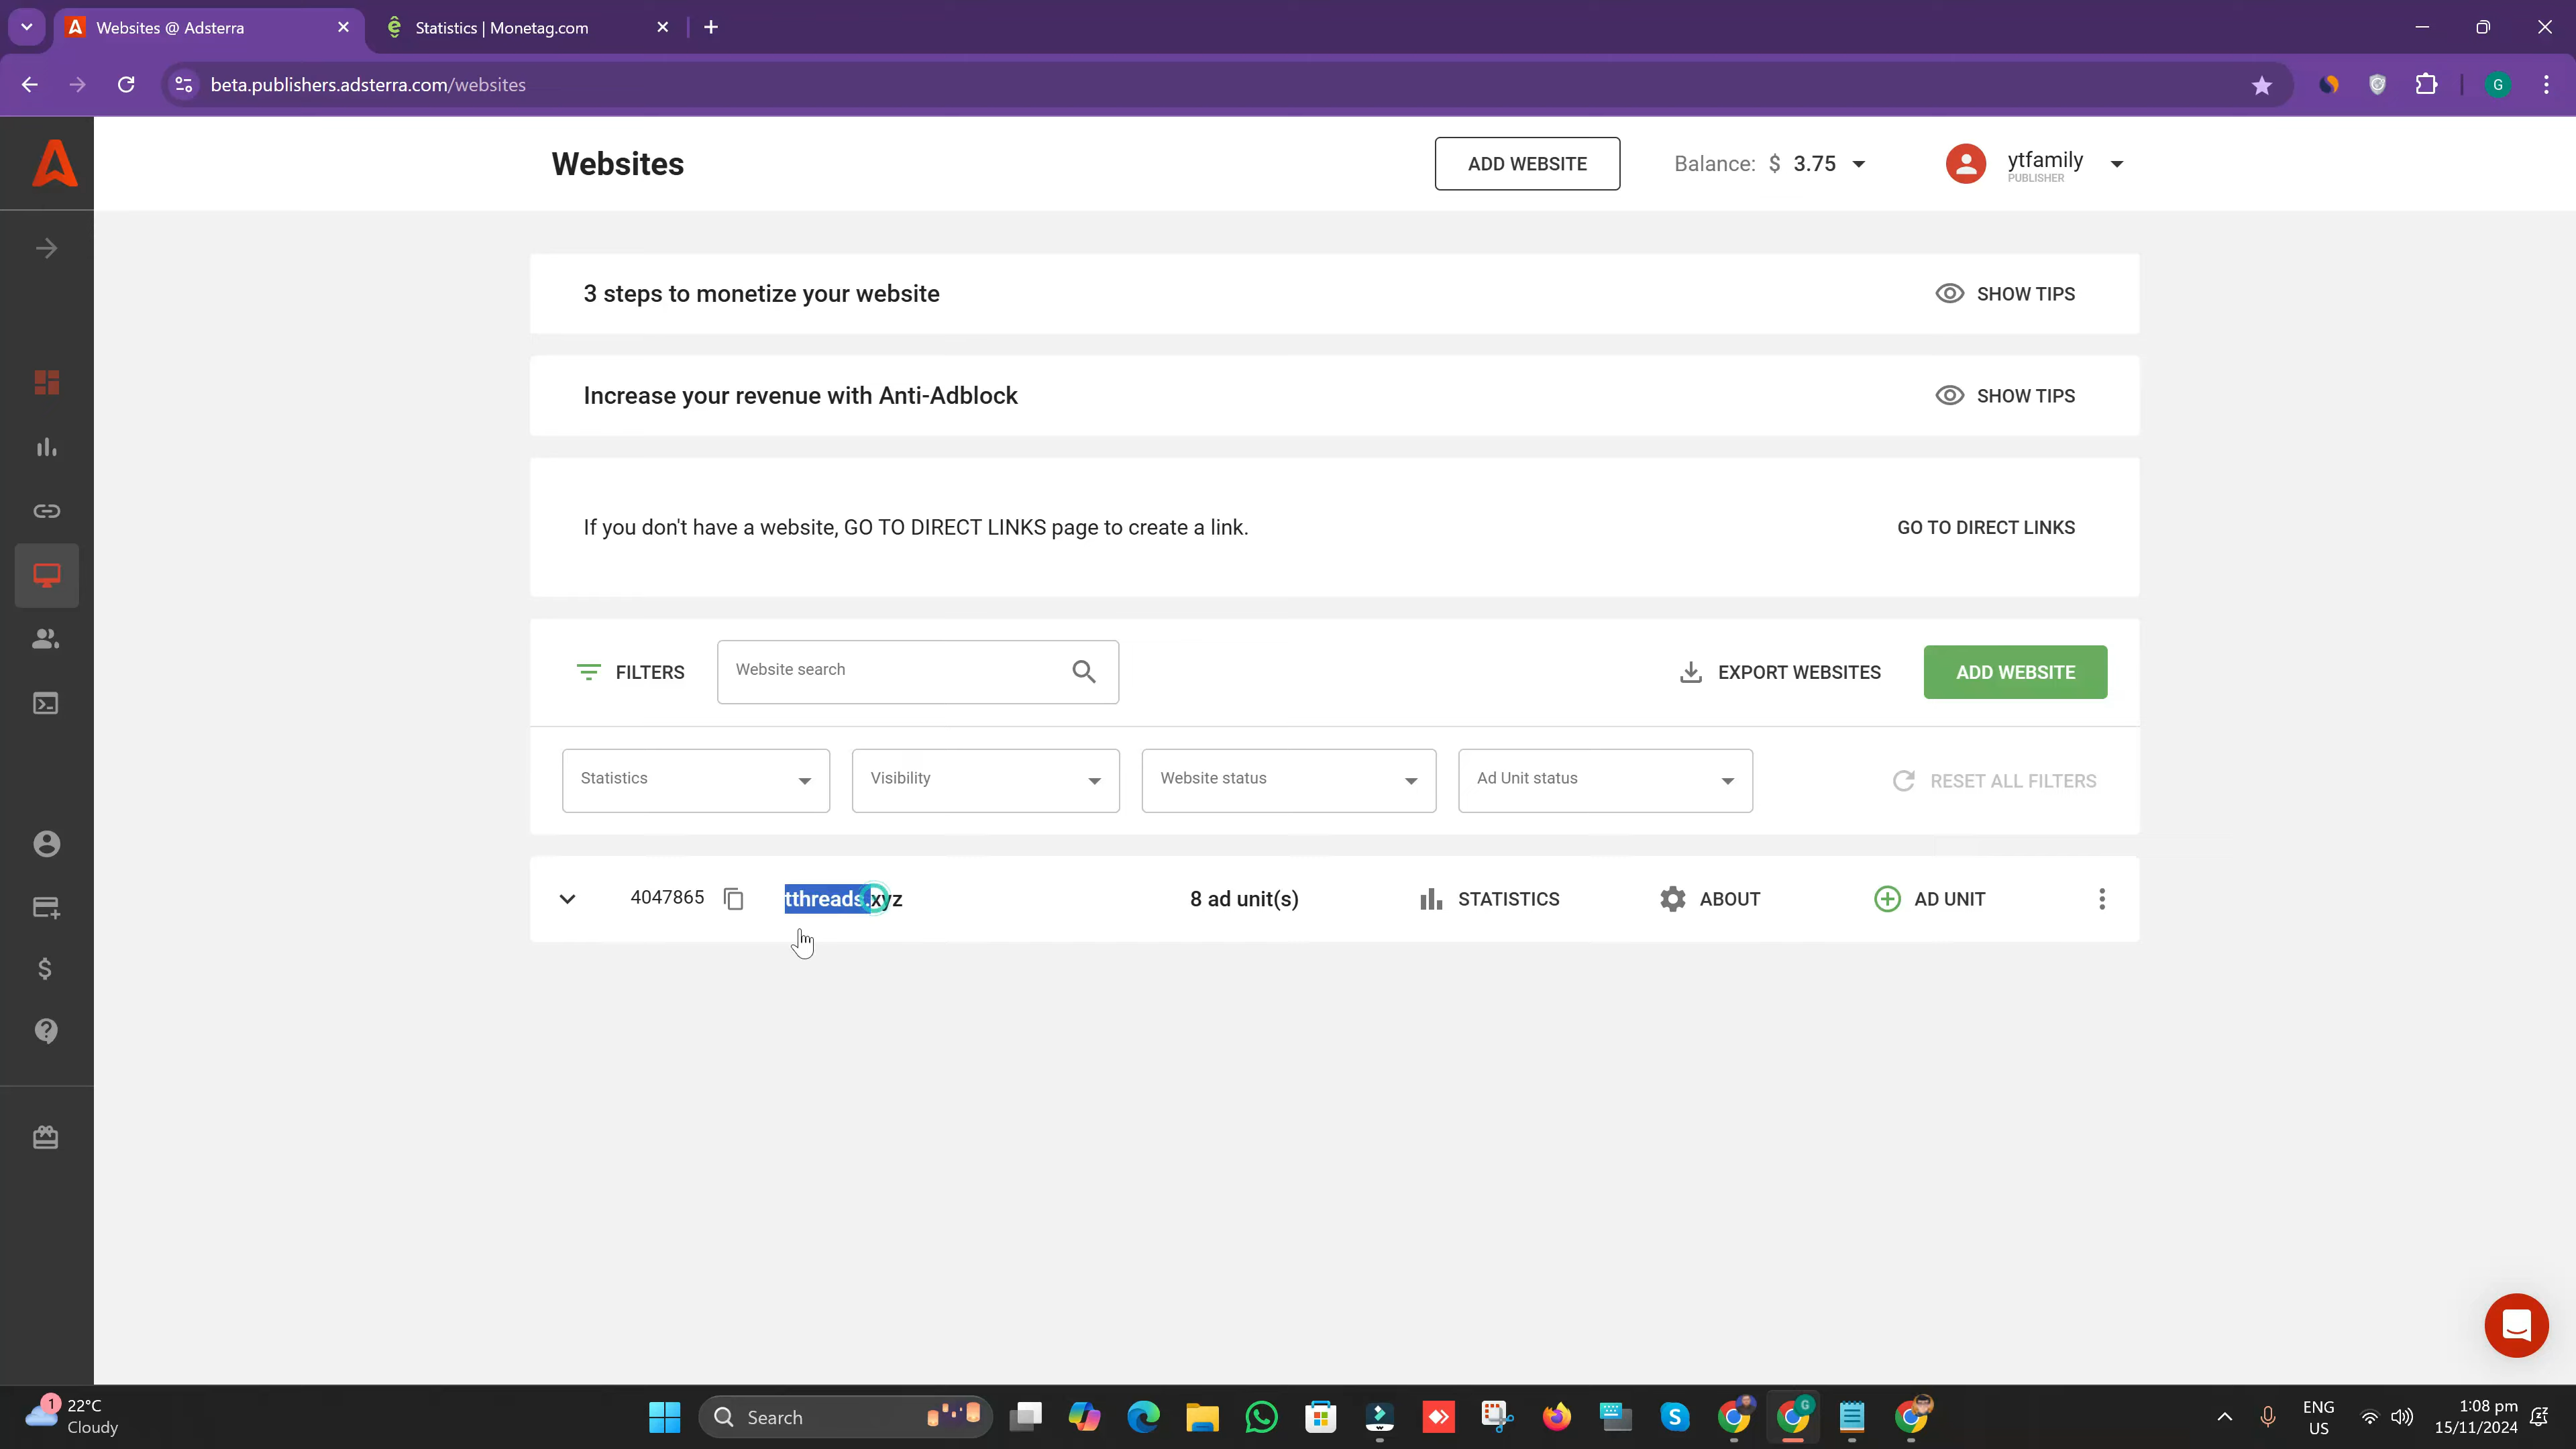 Websites @ Adsterra
Statistics | Monetag.com
beta.publishers.adsterra.com/websites
G
Websites
ADD WEBSITE
Balance: $ 3.75
ytfamily
PUBLISHER
3 steps to monetize your website
SHOW TIPS
Increase your revenue with Anti-Adblock
SHOW TIPS
If you don't have a website, GO TO DIRECT LINKS page to create a link.
GO TO DIRECT LINKS
FILTERS
Website search
EXPORT WEBSITES
ADD WEBSITE
Statistics
Visibility
Website status
Ad Unit status
RESET ALL FILTERS
4047865
tthreads.xyz
8 ad unit(s)
STATISTICS
ABOUT
AD UNIT
1
22°C
Cloudy
Search
G
ENG
US
1:08 pm
15/11/2024